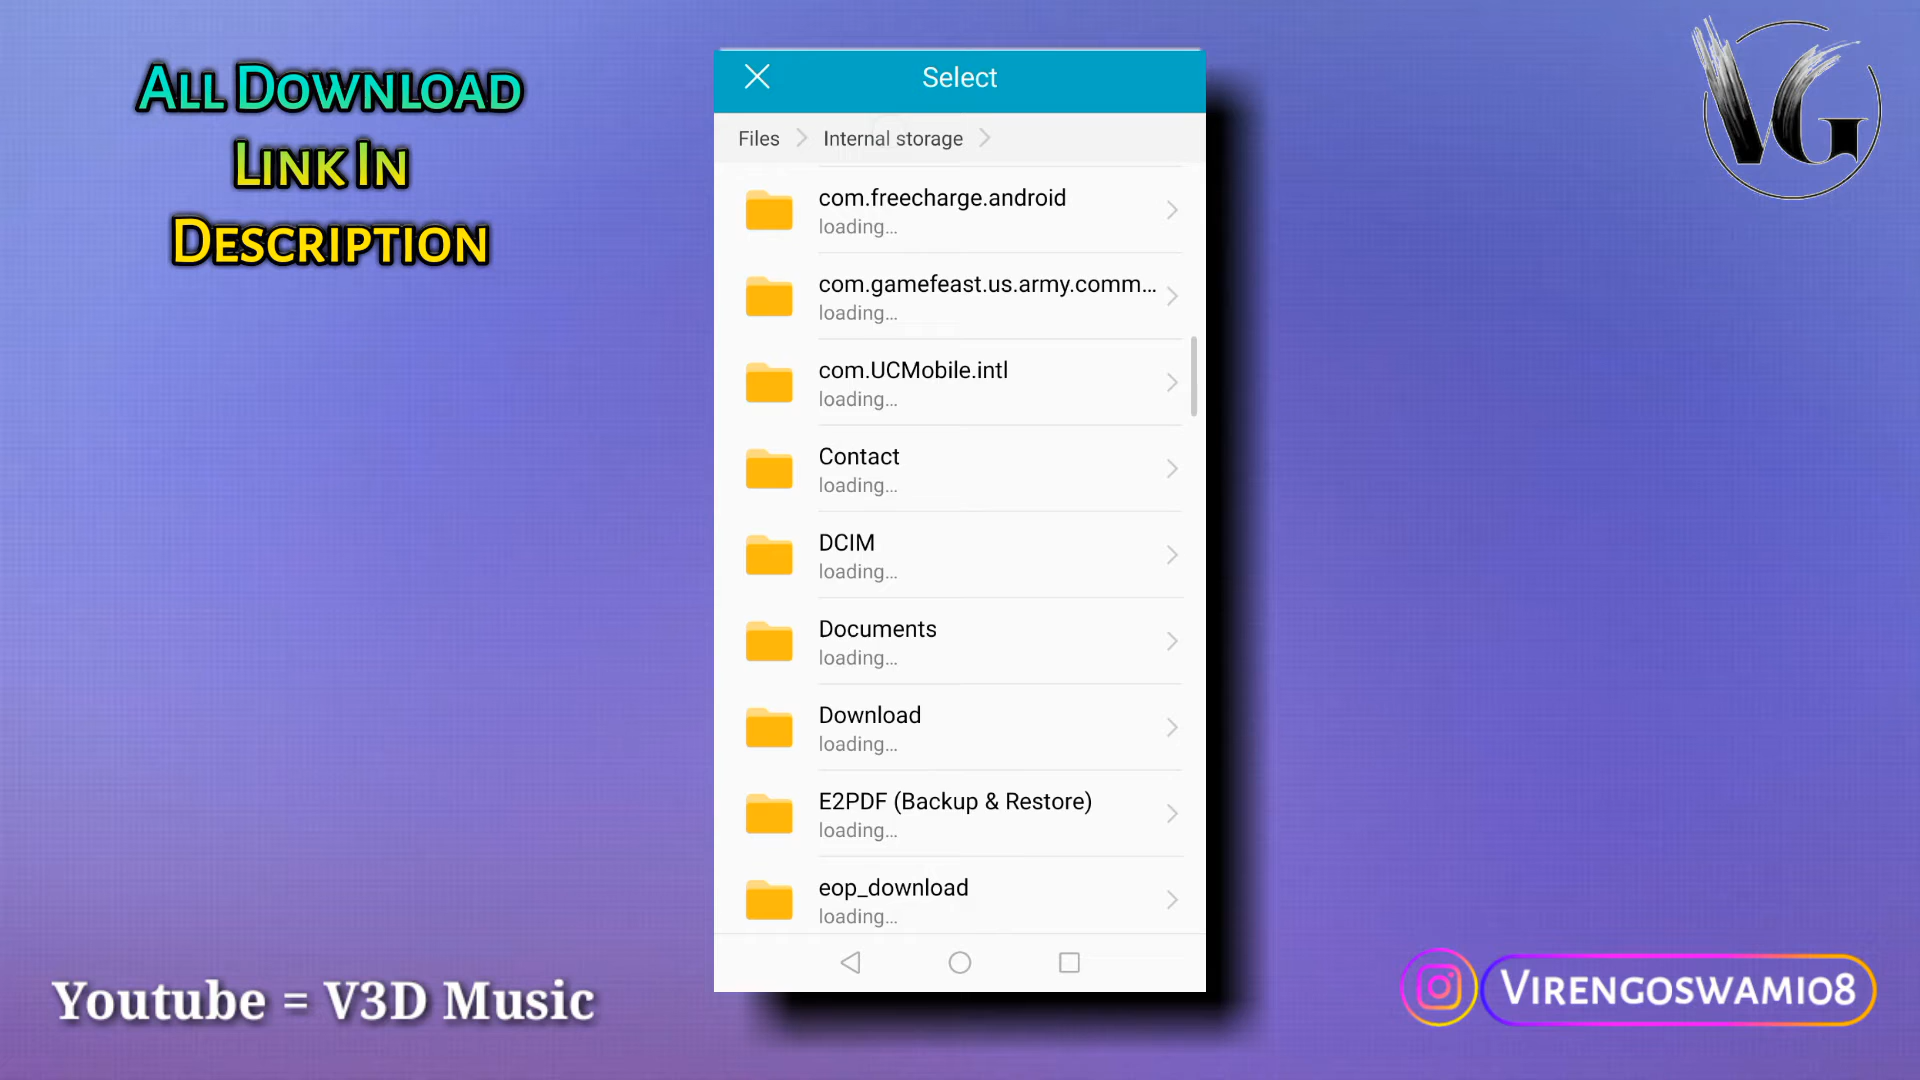 All Download
Link In
Description
VG
Select
Files
Internal storage
com.freecharge.android
loading...
com.gamefeast.us.army.comm...
loading...
com.UCMobile.intl
loading...
Contact
loading...
DCIM
loading...
Documents
loading...
Download
loading...
E2PDF (Backup & Restore)
loading...
eop_download
loading...
Youtube = V3D Music
Virengoswami08